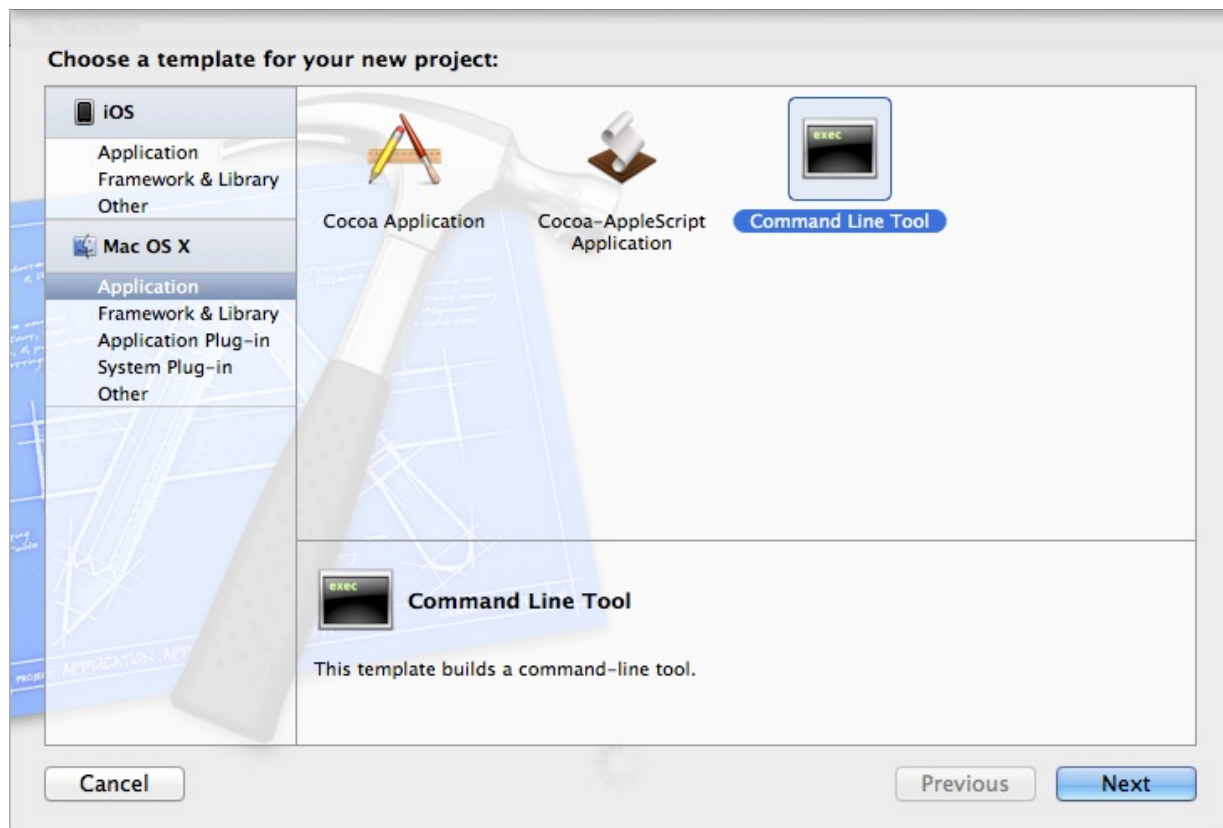 Choose a template for your new project:
iOS
Application
Framework & Library
Other
Mac OS X
Application
Framework & Library
Application Plug-in
System Plug-in
Other
Cocoa Application
Cocoa-AppleScript
Application
exec
Command Line Tool
exec
Command Line Tool
This template builds a command-line tool.
Cancel
Previous
Next